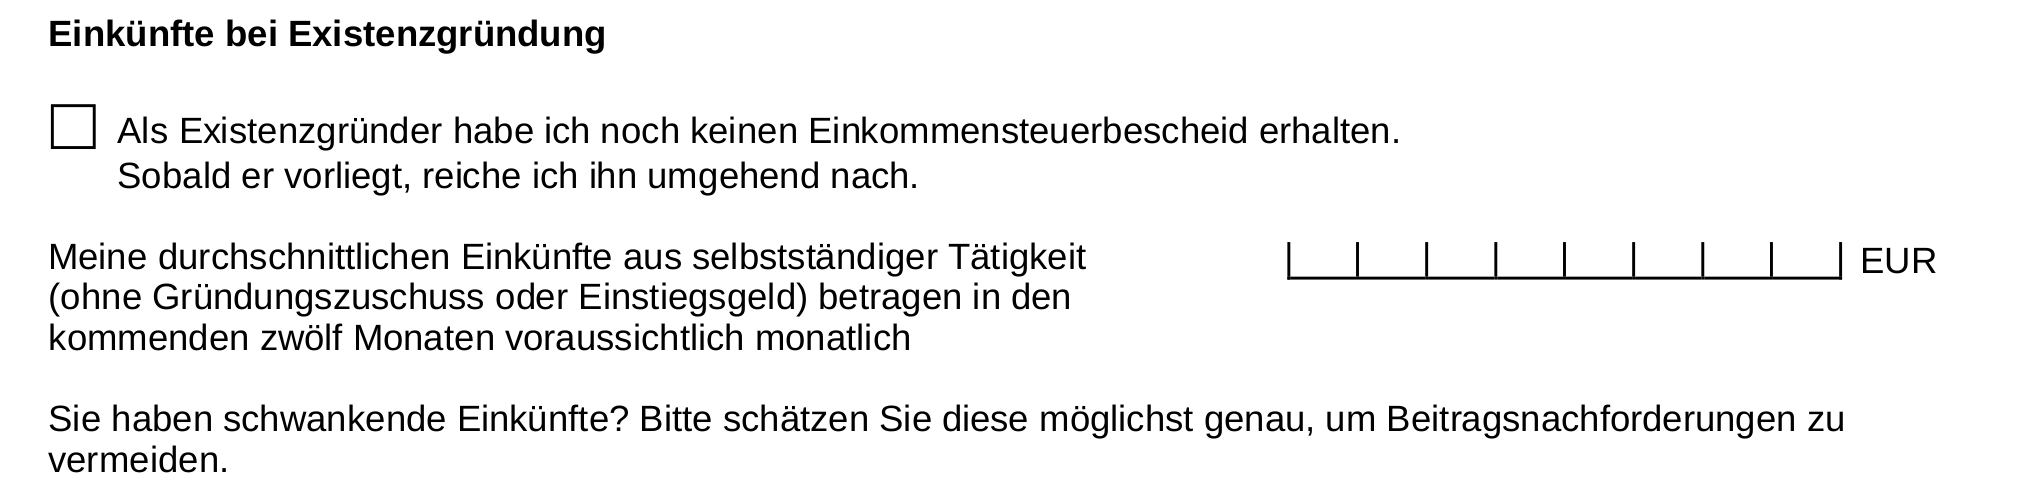 Einkünfte bei Existenzgründung
Als Existenzgründer habe ich noch keinen Einkommensteuerbescheid erhalten.
Sobald er vorliegt, reiche ich ihn umgehend nach.
Meine durchschnittlichen Einkünfte aus selbstständiger Tätigkeit EUR
(ohne Gründungszuschuss oder Einstiegsgeld) betragen in den
kommenden zwölf Monaten voraussichtlich monatlich
Sie haben schwankende Einkünfte? Bitte schätzen Sie diese möglichst genau, um Beitragsnachforderungen zu
vermeiden.